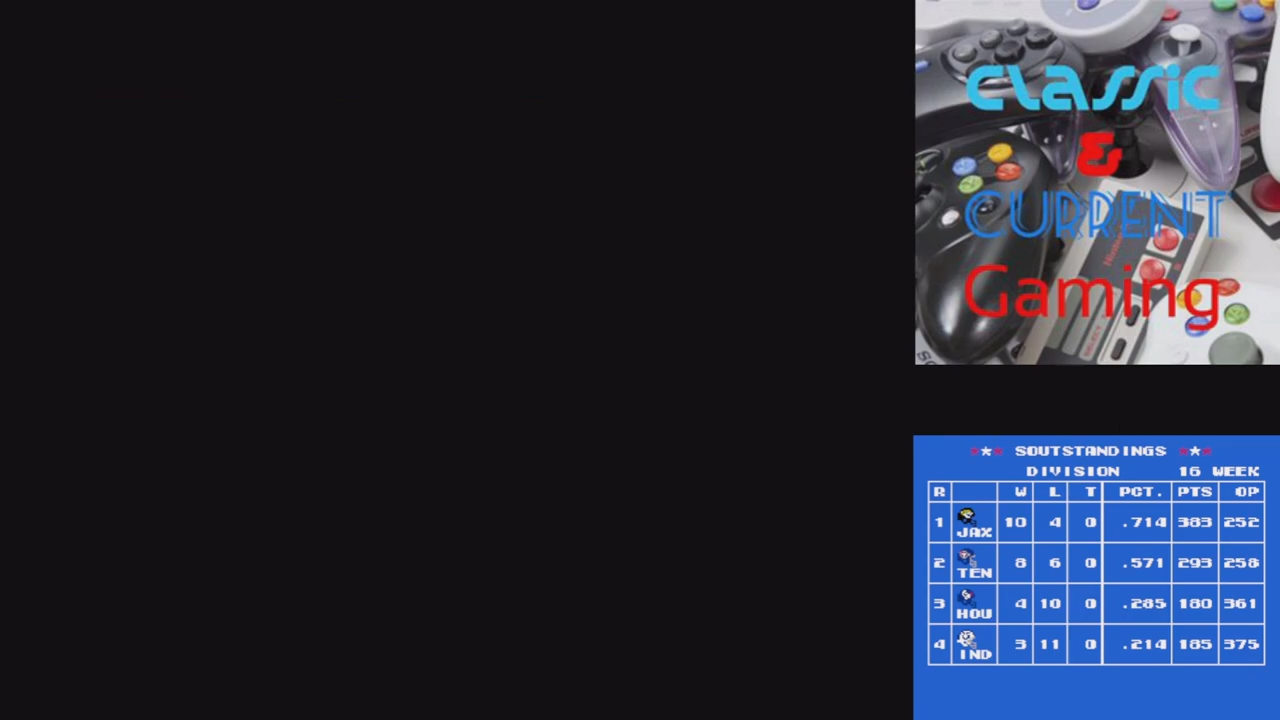 CLASSIC
&
CURRENT
Gaming
Nintendo
SELECT
SOUTSTANDINGS
DIVISION 16 WEEK
R W L T PCT. PTS OP
1 JAX 10 4 0 .714 383 252
2 TEN 8 6 0 .571 293 258
3 HOU 4 10 0 .285 180 361
4 IND 3 11 0 .214 185 375